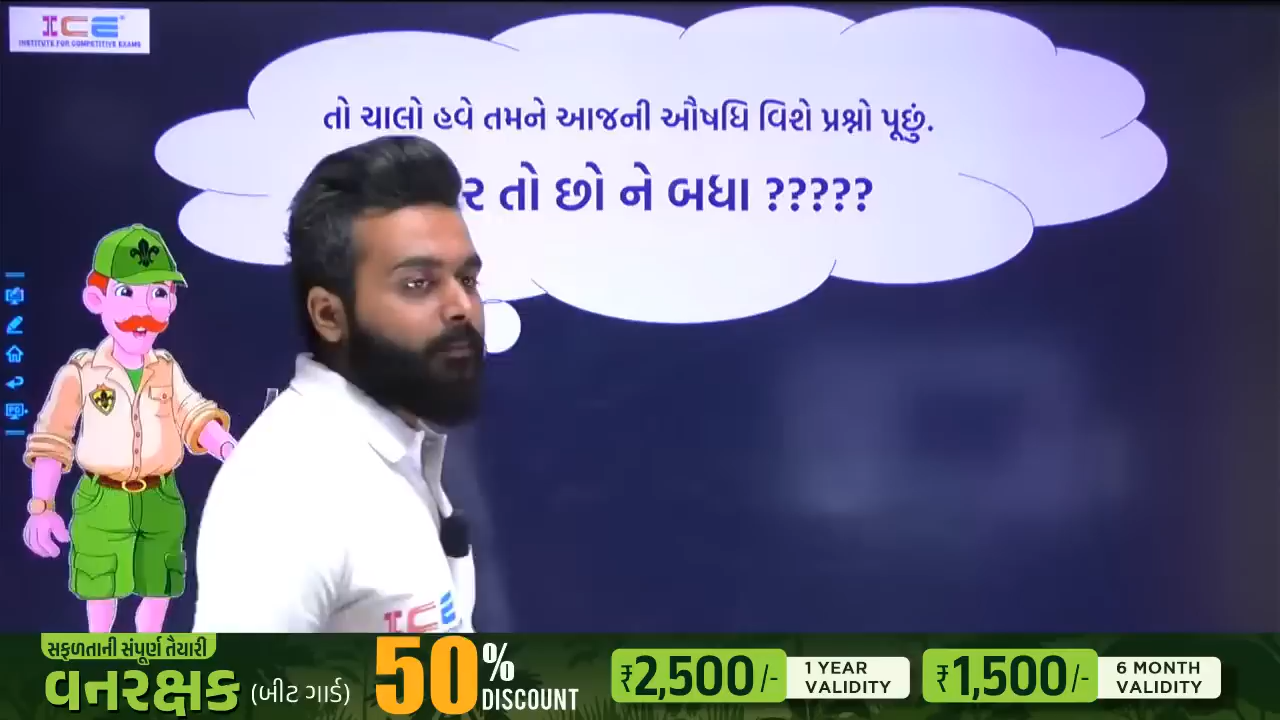 ICE
INSTITUTE FOR COMPETITIVE EXAMS
તો ચાલો હવે તમને આજની ઔષધિ વિશે પ્રશ્નો પૂછું.
તો છો ને બધા ?????
ICE
સફળતાની સંપૂર્ણ તૈયારી
વનરક્ષક (બીટ ગાર્ડ)
50% DISCOUNT
₹2,500/- 1 YEAR VALIDITY
₹1,500/- 6 MONTH VALIDITY